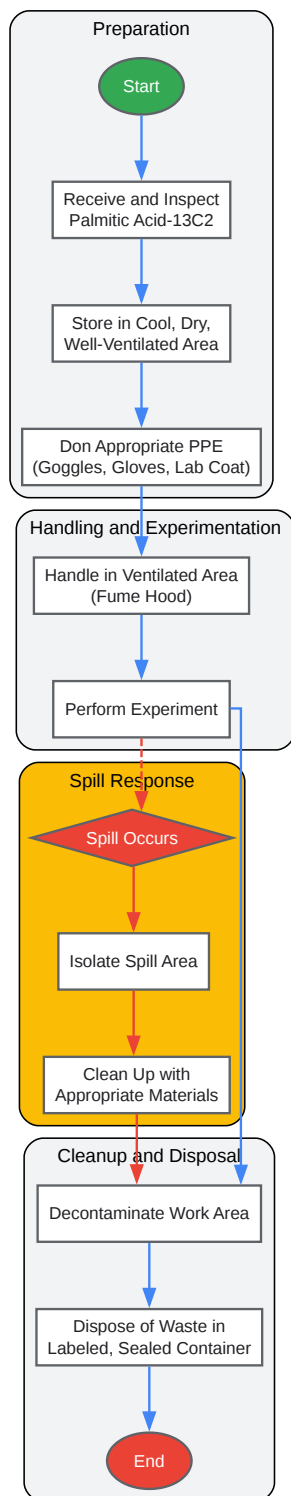 Preparation
Start
Receive and Inspect
Palmitic Acid-13C2
Store in Cool, Dry,
Well-Ventilated Area
Don Appropriate PPE
(Goggles, Gloves, Lab Coat)
Handling and Experimentation
Handle in Ventilated Area
(Fume Hood)
Perform Experiment
Spill Response
Spill Occurs
Isolate Spill Area
Clean Up with
Appropriate Materials
Cleanup and Disposal
Decontaminate Work Area
Dispose of Waste in
Labeled, Sealed Container
End